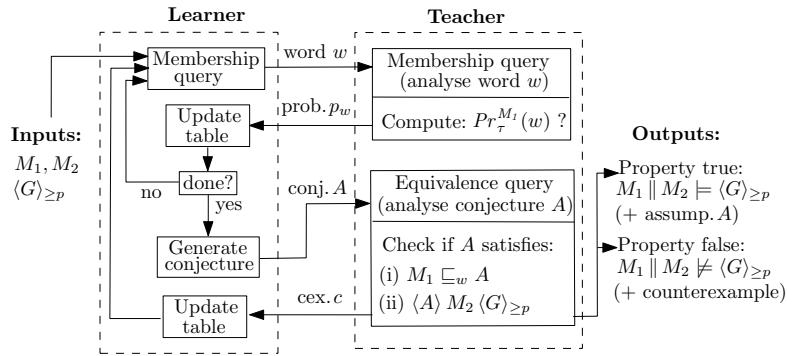 Learner
Teacher
Membership
query
word w
Membership query
(analyse word w)
Compute: Pr_τ^{M_1}(w) ?
prob. p_w
Update
table
Inputs:
M_1, M_2
⟨G⟩_{≥p}
done?
no
yes
conj. A
Generate
conjecture
Equivalence query
(analyse conjecture A)
Check if A satisfies:
(i) M_1 ⊑_w A
(ii) ⟨A⟩ M_2 ⟨G⟩_{≥p}
cex. c
Update
table
Outputs:
Property true:
M_1 ∥ M_2 ⊨ ⟨G⟩_{≥p}
(+ assump. A)
Property false:
M_1 ∥ M_2 ⊭ ⟨G⟩_{≥p}
(+ counterexample)